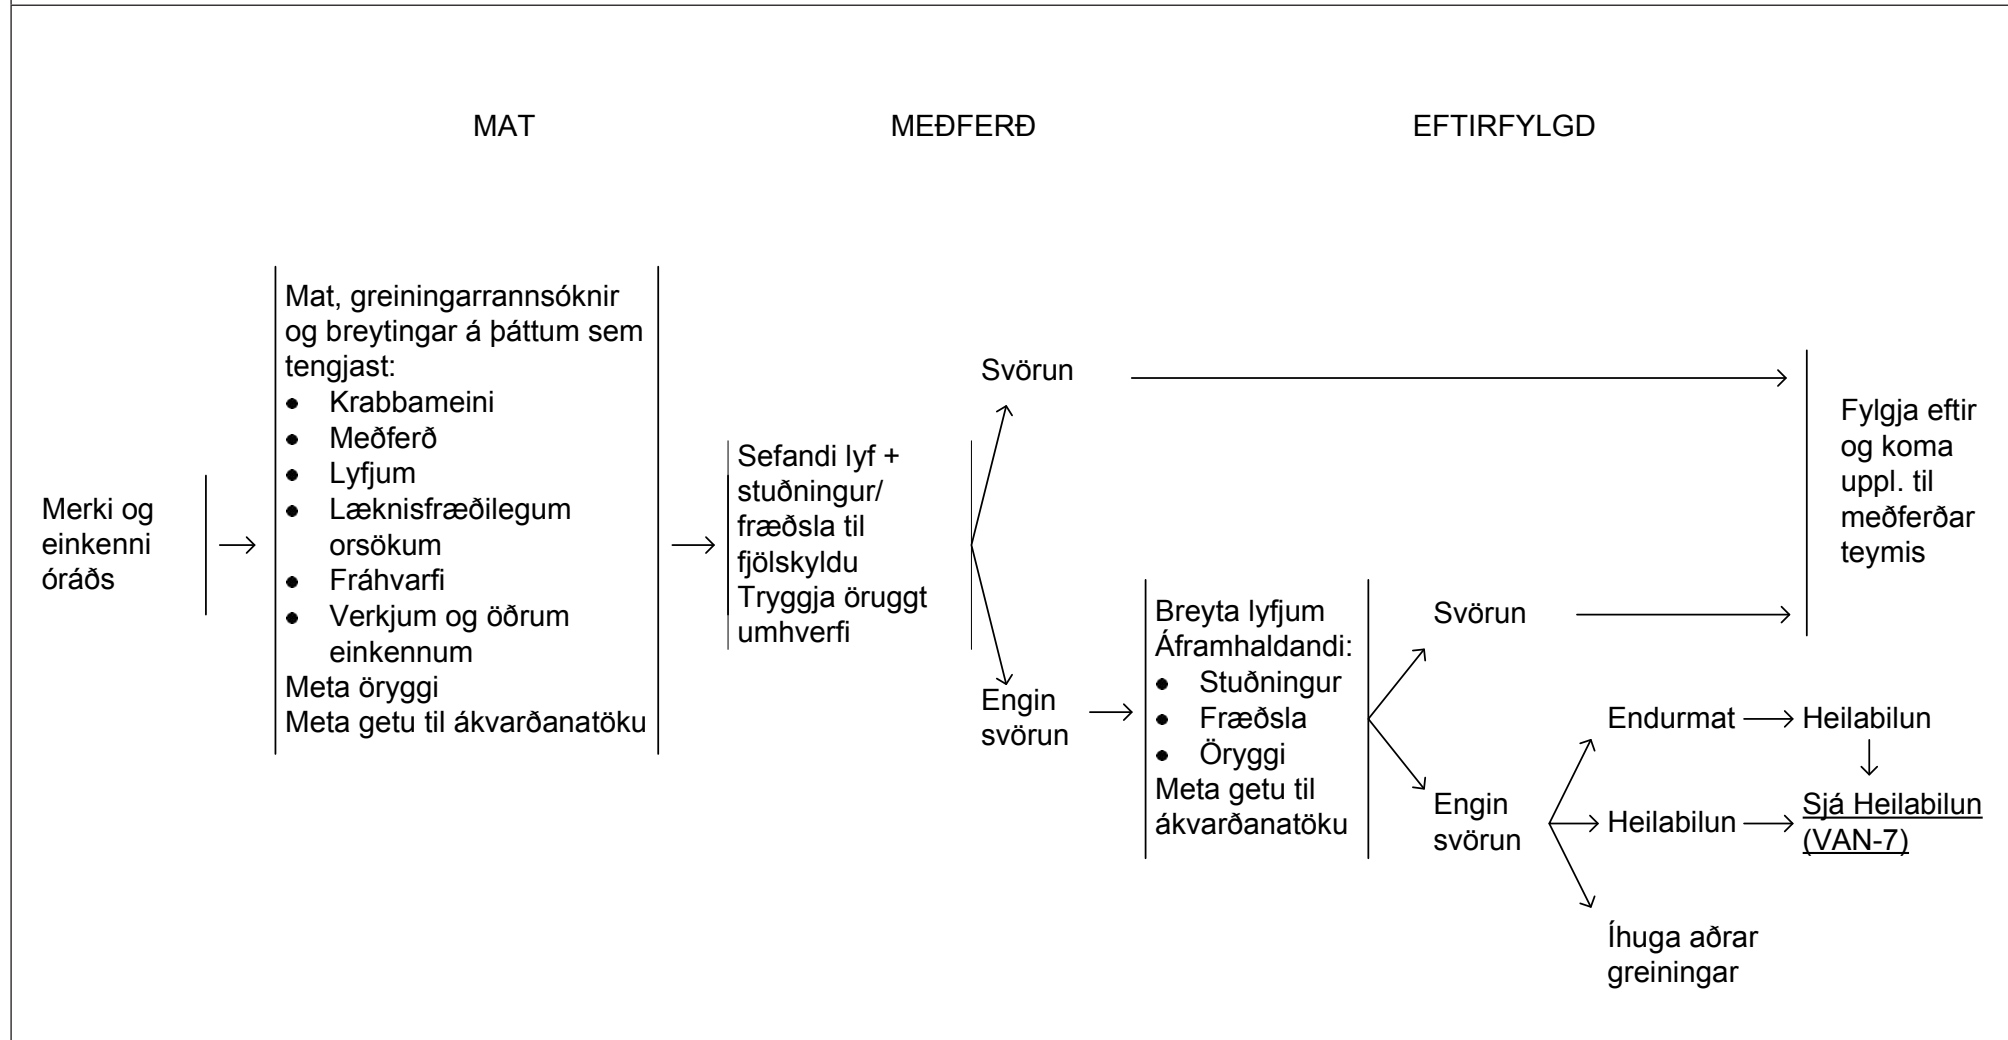 MAT
MEÐFERÐ
EFTIRFYLGD
Merki og
einkenni
óráðs
Mat, greiningarrannsóknir
og breytingar á þáttum sem
tengjast:
● Krabbameini
● Meðferð
● Lyfjum
● Læknisfræðilegum
orsökum
● Fráhvarfi
● Verkjum og öðrum
einkennum
Meta öryggi
Meta getu til ákvarðanatöku
Sefandi lyf +
stuðningur/
fræðsla til
fjölskyldu
Tryggja öruggt
umhverfi
Svörun
Engin
svörun
Breyta lyfjum
Áframhaldandi:
● Stuðningur
● Fræðsla
● Öryggi
Meta getu til
ákvarðanatöku
Svörun
Engin
svörun
Fylgja eftir
og koma
uppl. til
meðferðar
teymis
Endurmat
Heilabilun
Heilabilun
Sjá Heilabilun
(VAN-7)
Íhuga aðrar
greiningar